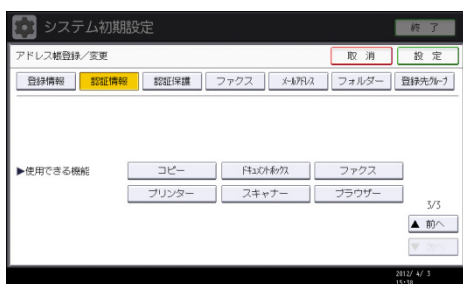 システム初期設定
終 了
アドレス帳登録／変更
取 消
設 定
登録情報
認証情報
認証保護
ファクス
ﾒｰﾙｱﾄﾞﾚｽ
フォルダー
登録先ｸﾞﾙｰﾌﾟ
▶使用できる機能
コピー
ﾄﾞｷｭﾒﾝﾄﾎﾞｯｸｽ
ファクス
プリンター
スキャナー
ブラウザー
3/3
▲ 前へ
2012/ 4/ 3
15:38